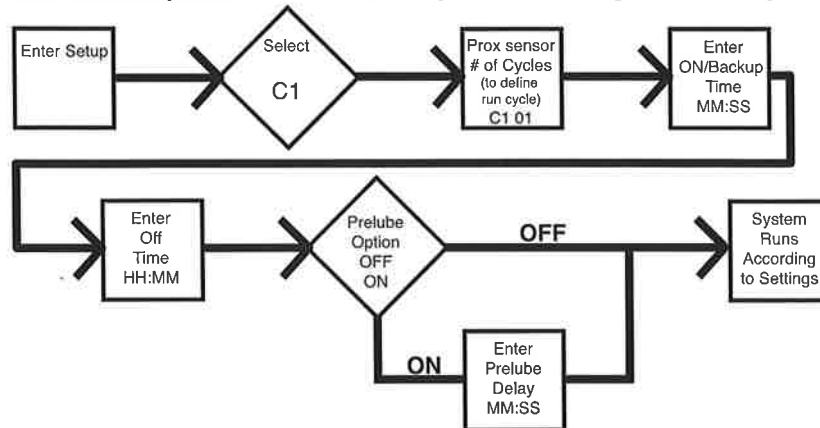 Enter Setup
Select
C1
Prox sensor
# of Cycles
(to define
run cycle)
C1 01
Enter
ON/Backup
Time
MM:SS
Enter
Off
Time
HH:MM
Prelube
Option
OFF
ON
OFF
ON
Enter
Prelube
Delay
MM:SS
System
Runs
According
to Settings